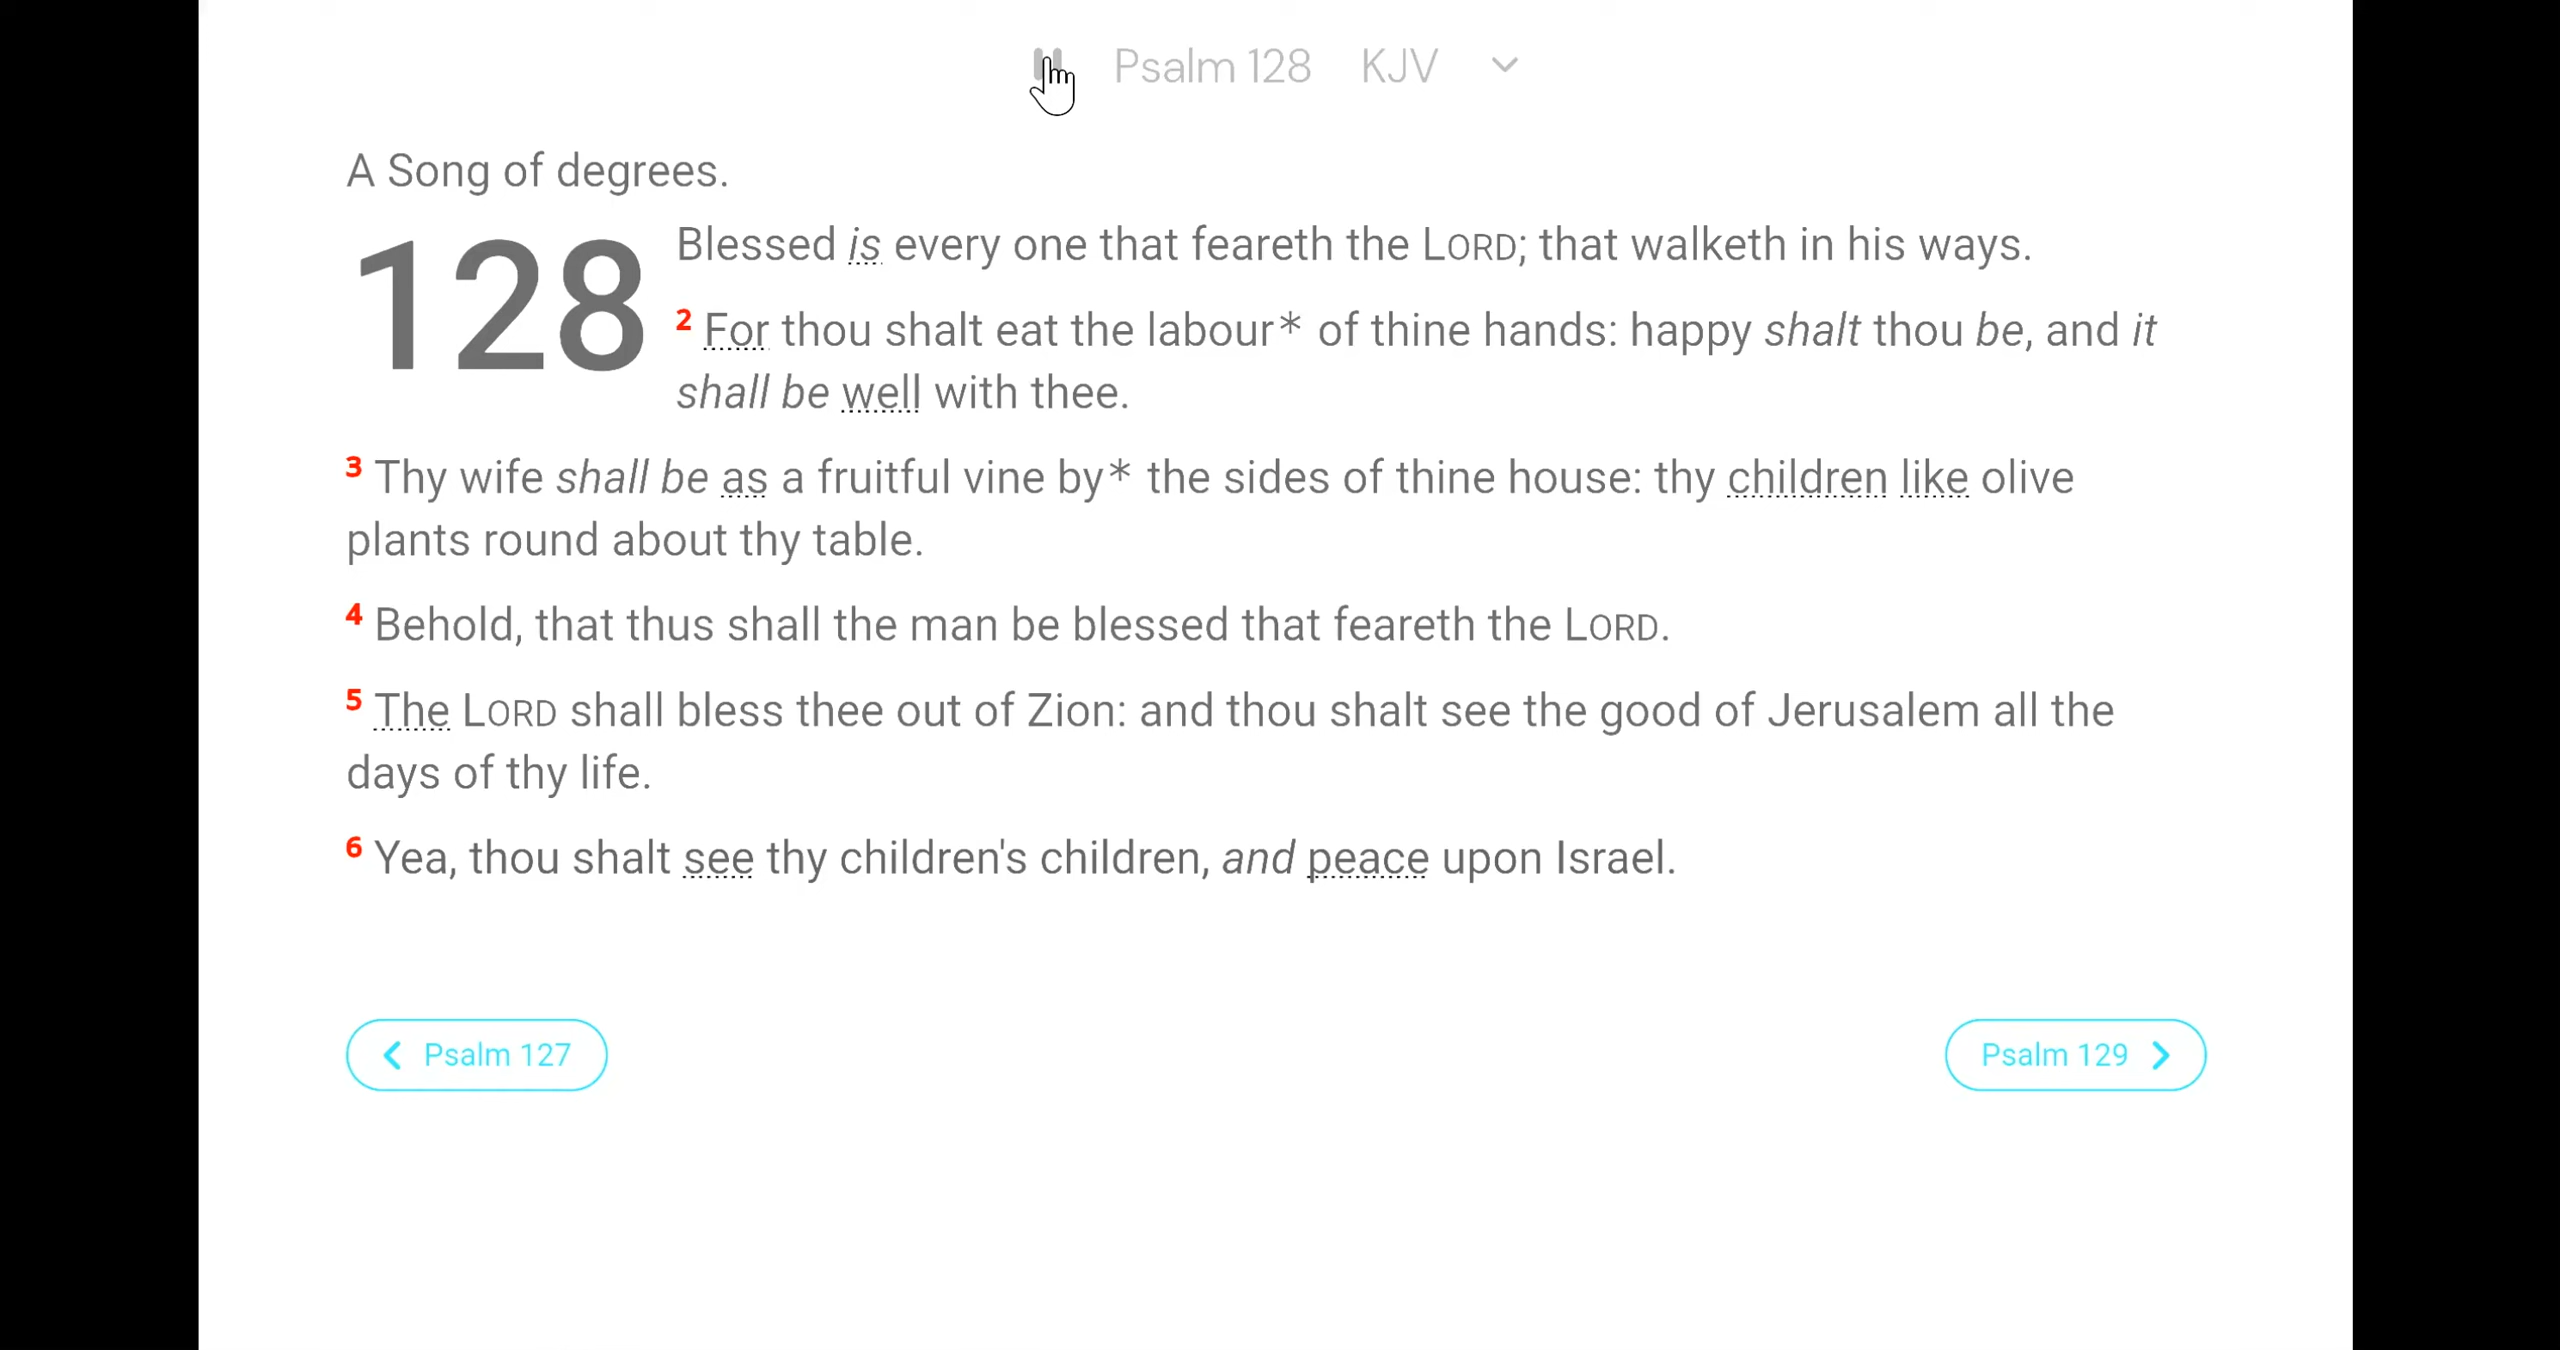 Psalm 128 KJV
A Song of degrees.
128 Blessed is every one that feareth the LORD; that walketh in his ways.
2 For thou shalt eat the labour* of thine hands: happy shalt thou be, and it
shall be well with thee.
3 Thy wife shall be as a fruitful vine by* the sides of thine house: thy children like olive
plants round about thy table.
4 Behold, that thus shall the man be blessed that feareth the LORD.
5 The LORD shall bless thee out of Zion: and thou shalt see the good of Jerusalem all the
days of thy life.
6 Yea, thou shalt see thy children's children, and peace upon Israel.
Psalm 127
Psalm 129